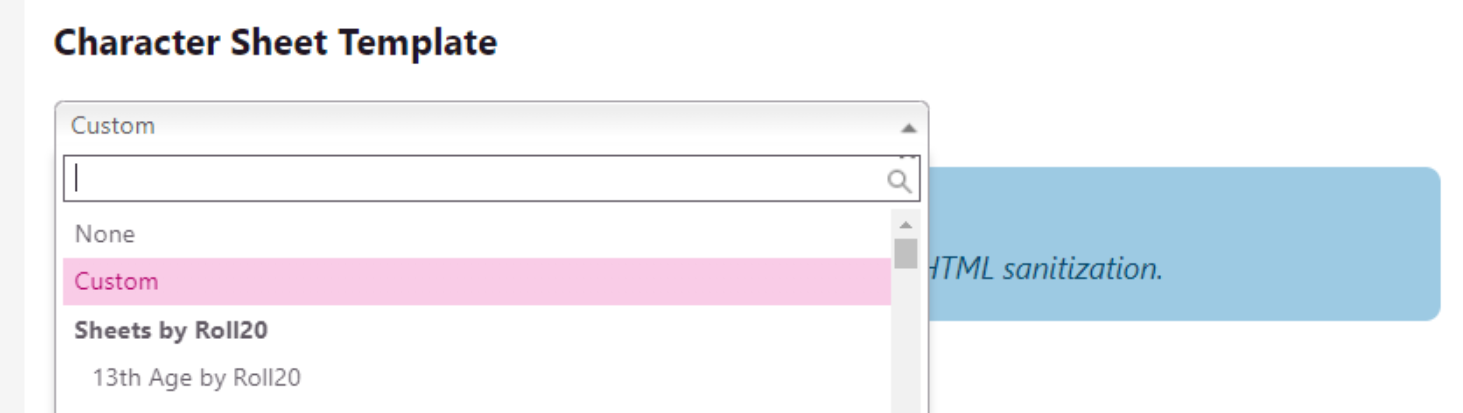 Character Sheet Template
Custom
None
Custom
HTML sanitization.
Sheets by Roll20
13th Age by Roll20